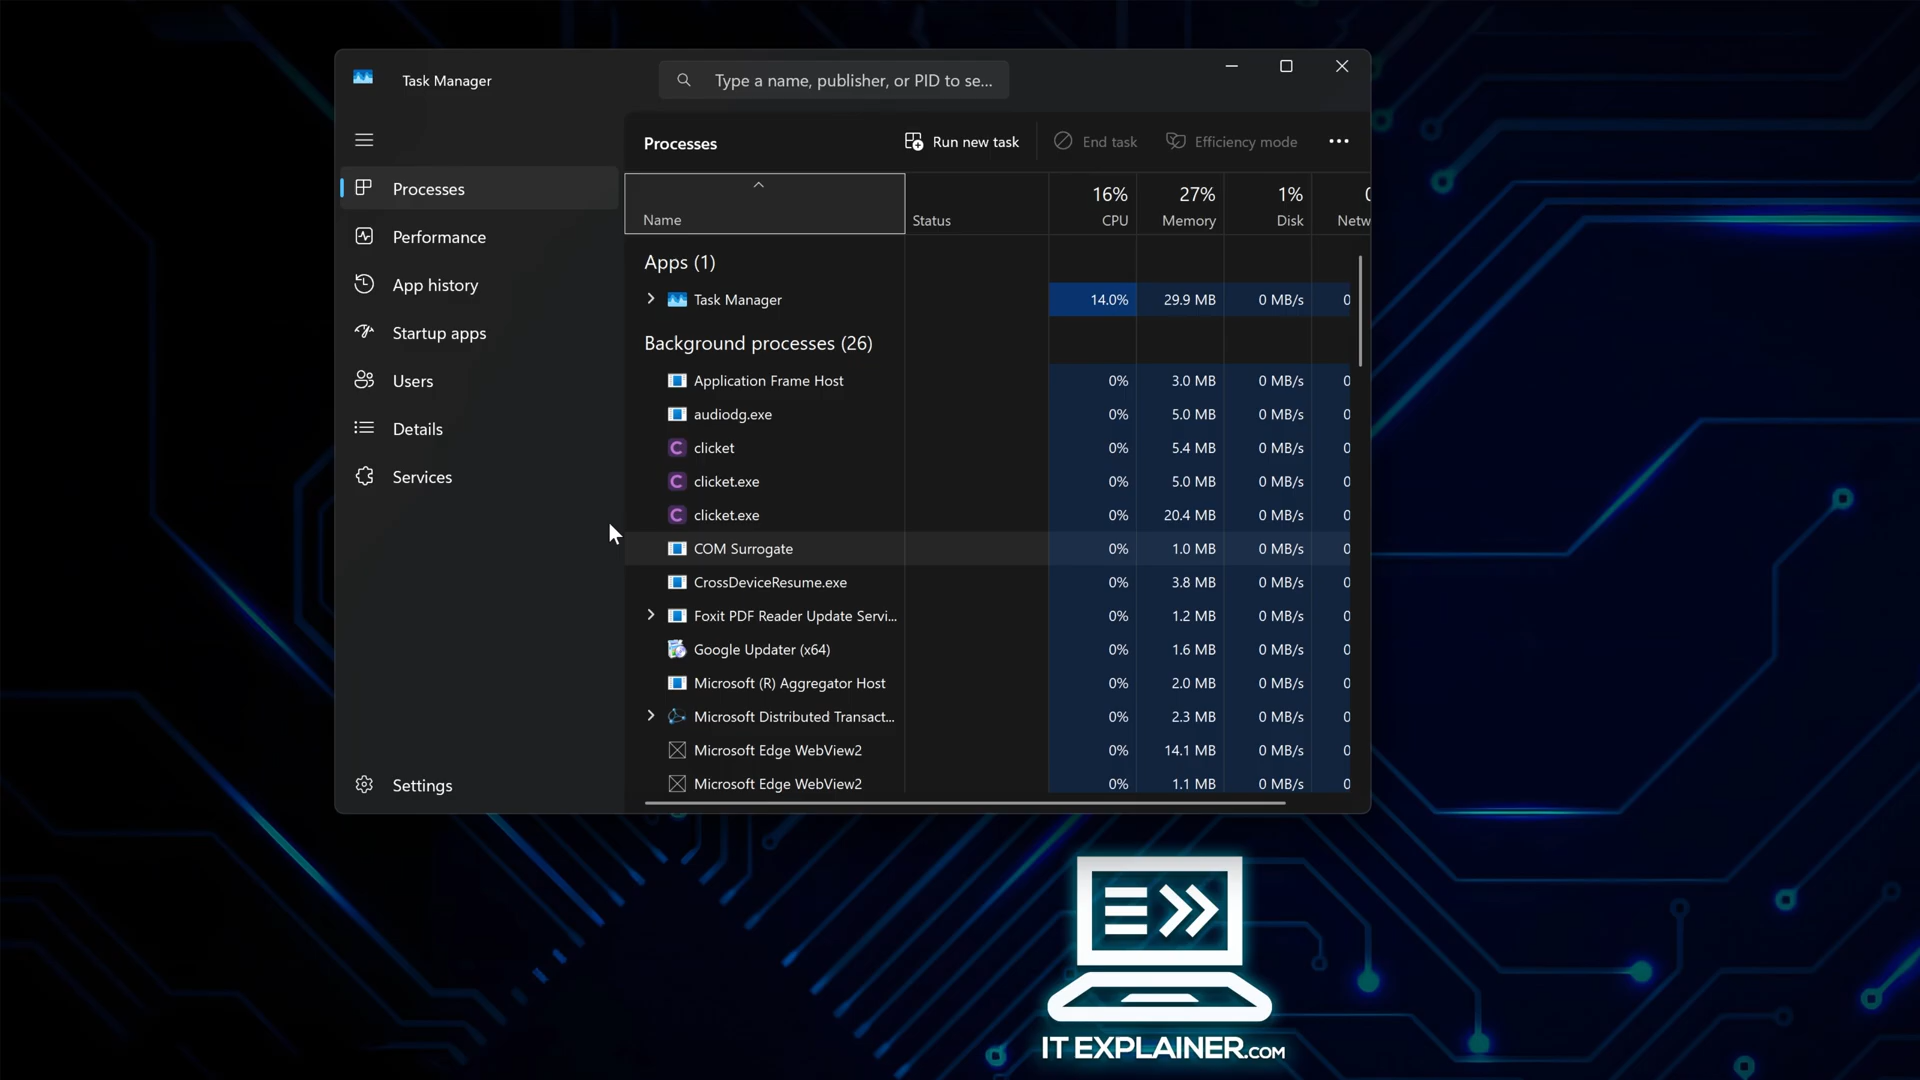 Task Manager
Type a name, publisher, or PID to se...
Processes
Performance
App history
Startup apps
Users
Details
Services
Settings
Processes
Run new task
End task
Efficiency mode
Name
Status
16%
CPU
27%
Memory
1%
Disk
0
Netw
Apps (1)
Task Manager 14.0% 29.9 MB 0 MB/s 0
Background processes (26)
Application Frame Host 0% 3.0 MB 0 MB/s 0
audiodg.exe 0% 5.0 MB 0 MB/s 0
clicket 0% 5.4 MB 0 MB/s 0
clicket.exe 0% 5.0 MB 0 MB/s 0
clicket.exe 0% 20.4 MB 0 MB/s 0
COM Surrogate 0% 1.0 MB 0 MB/s 0
CrossDeviceResume.exe 0% 3.8 MB 0 MB/s 0
Foxit PDF Reader Update Servi... 0% 1.2 MB 0 MB/s 0
Google Updater (x64) 0% 1.6 MB 0 MB/s 0
Microsoft (R) Aggregator Host 0% 2.0 MB 0 MB/s 0
Microsoft Distributed Transact... 0% 2.3 MB 0 MB/s 0
Microsoft Edge WebView2 0% 14.1 MB 0 MB/s 0
Microsoft Edge WebView2 0% 1.1 MB 0 MB/s 0
IT EXPLAINER.COM